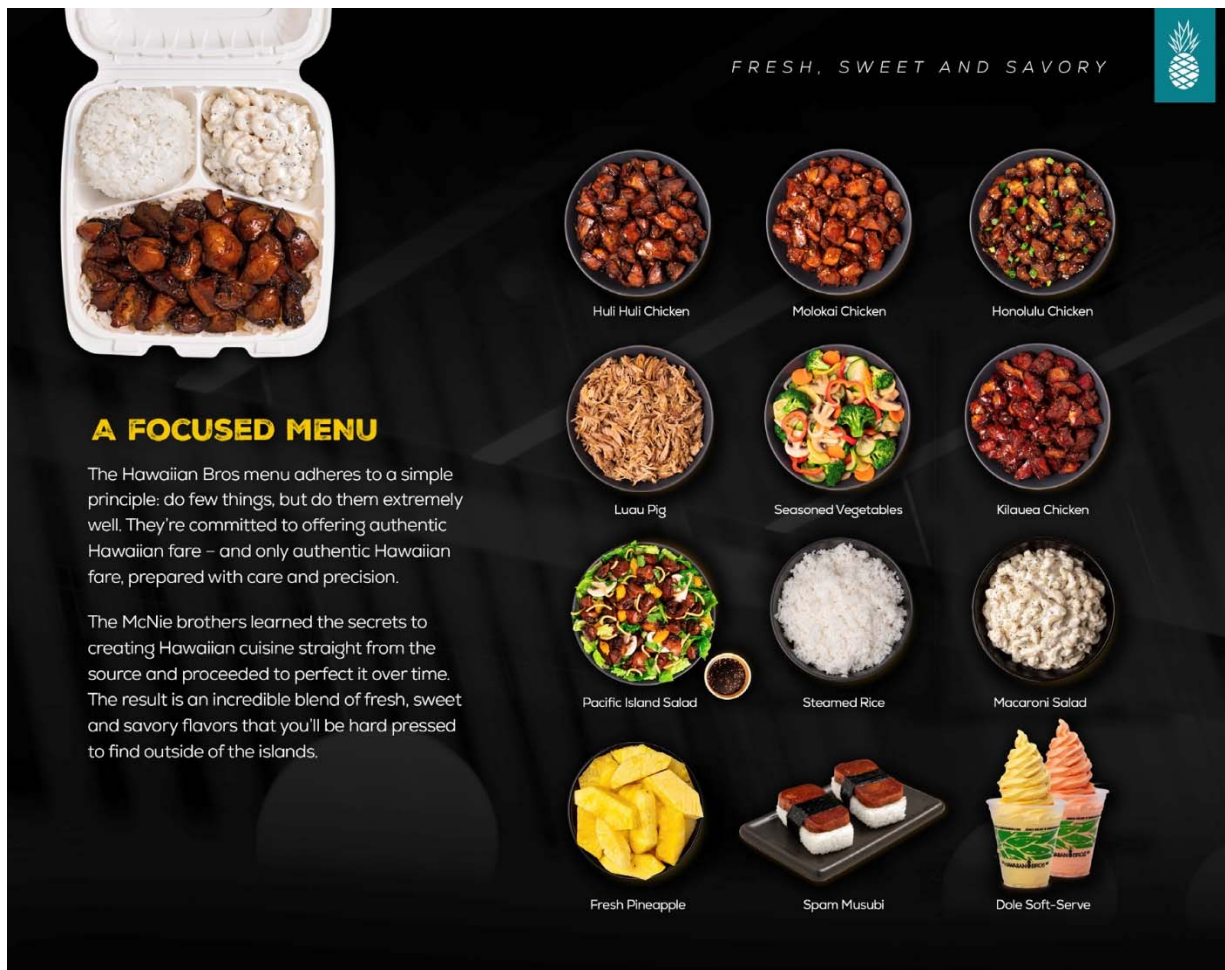 FRESH, SWEET AND SAVORY
A FOCUSED MENU
The Hawaiian Bros menu adheres to a simple
principle: do few things, but do them extremely
well. They're committed to offering authentic
Hawaiian fare – and only authentic Hawaiian
fare, prepared with care and precision.
The McNie brothers learned the secrets to
creating Hawaiian cuisine straight from the
source and proceeded to perfect it over time.
The result is an incredible blend of fresh, sweet
and savory flavors that you'll be hard pressed
to find outside of the islands.
Huli Huli Chicken
Molokai Chicken
Honolulu Chicken
Luau Pig
Seasoned Vegetables
Kilauea Chicken
Pacific Island Salad
Steamed Rice
Macaroni Salad
HAWAIIAN BROS
Fresh Pineapple
Spam Musubi
Dole Soft-Serve